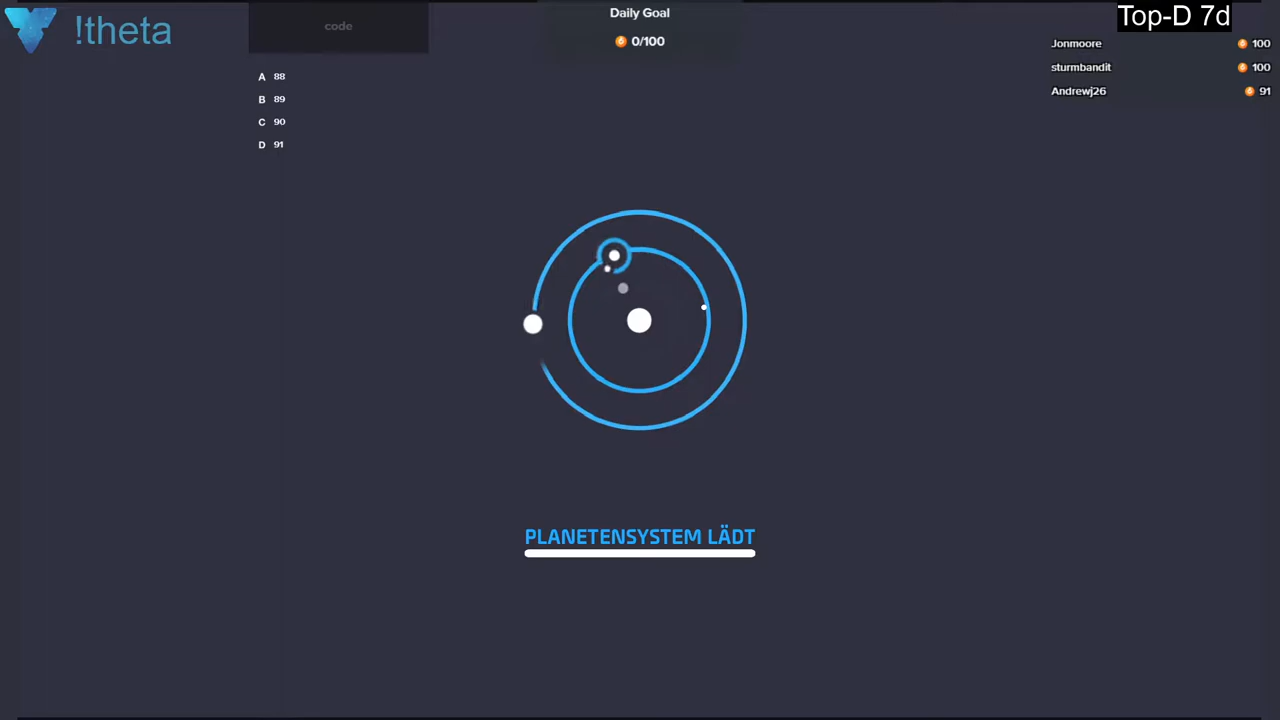 !theta
code
Daily Goal
0/100
Top-D 7d
Jonmoore 100
sturmbandit 100
Andrewj26 91
A 88
B 89
C 90
D 91
PLANETENSYSTEM LÄDT